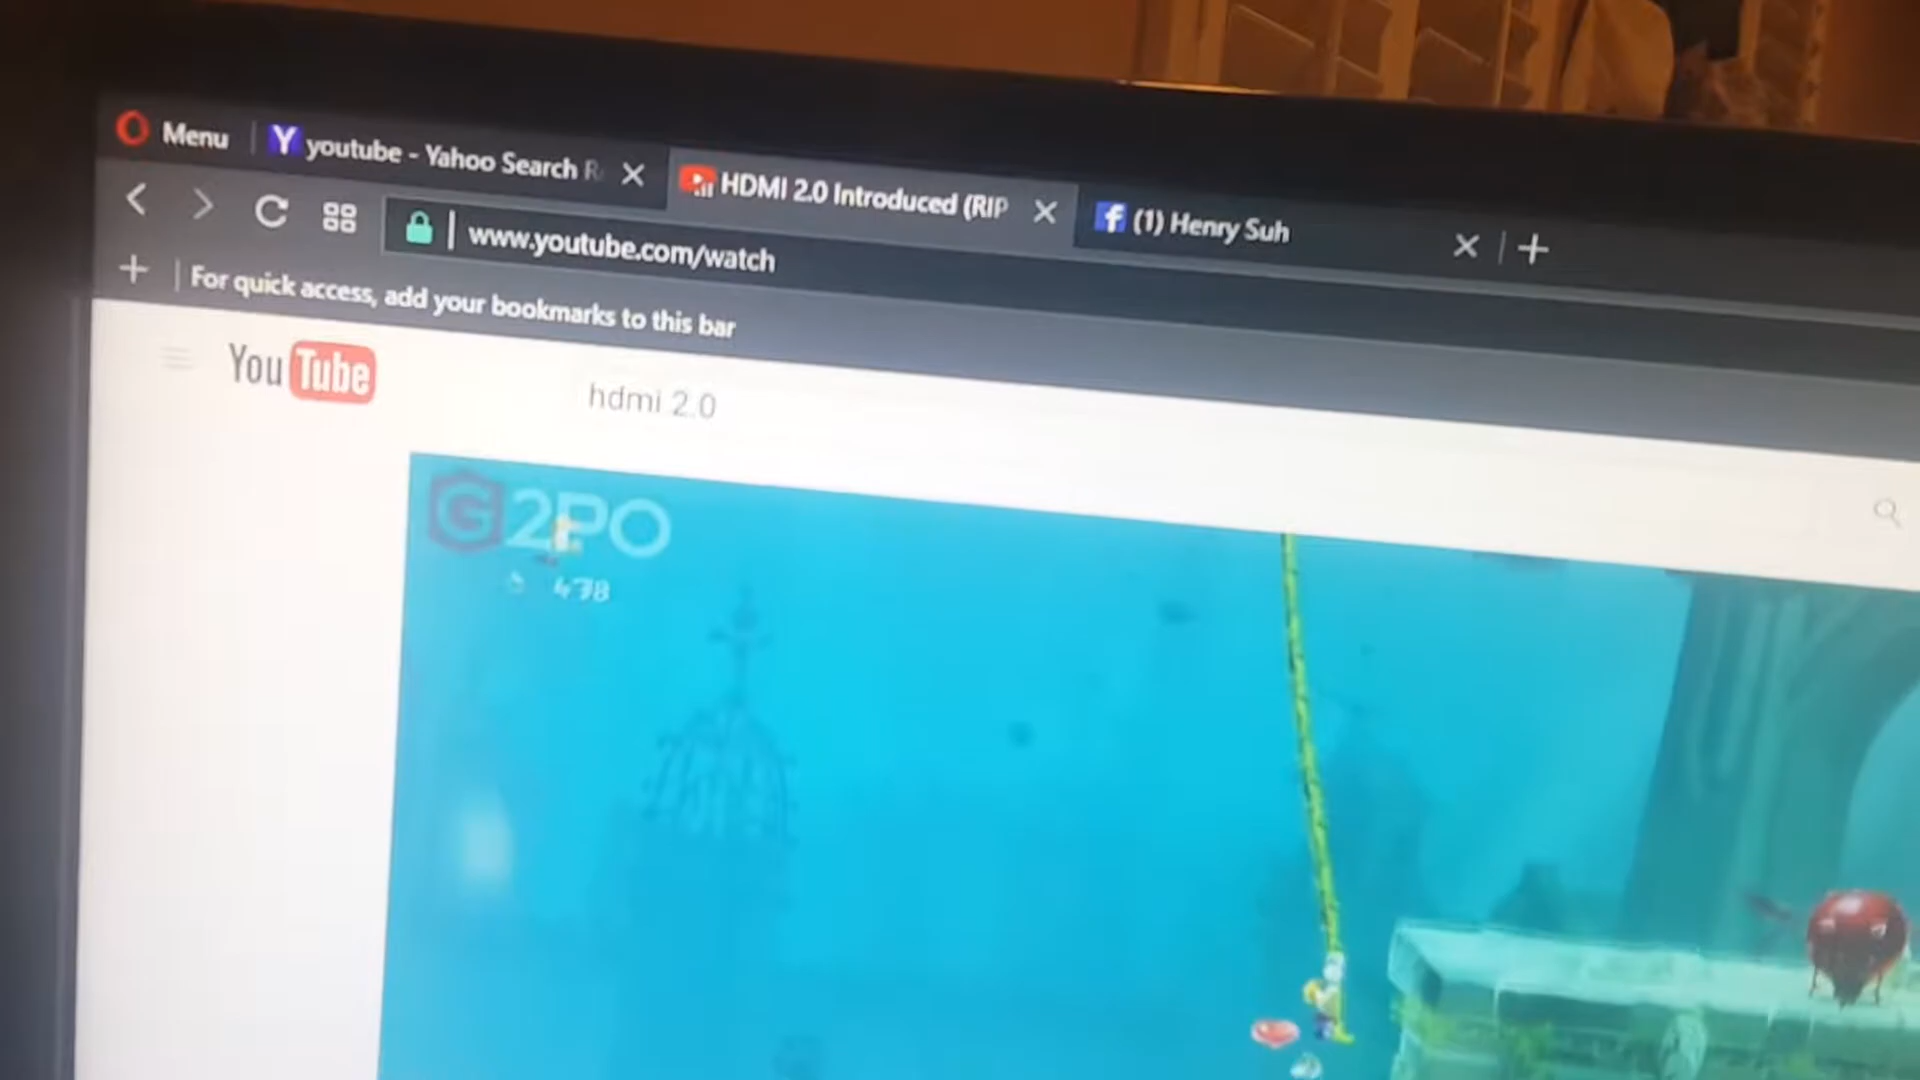 Menu
youtube - Yahoo Search R
HDMI 2.0 Introduced (RIP
(1) Henry Suh
www.youtube.com/watch
For quick access, add your bookmarks to this bar
YouTube
hdmi 2.0
G2PO
478